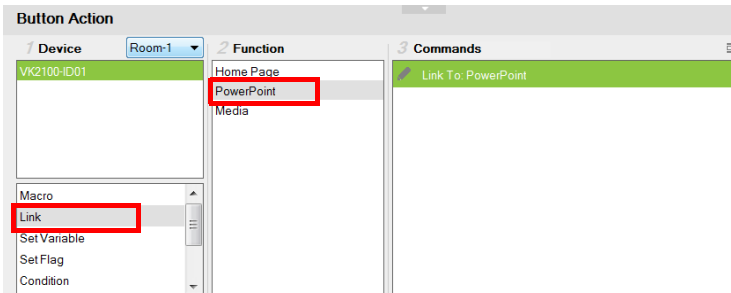 Button Action
1 Device Room-1 2 Function 3 Commands
VK2100-ID01 Home Page Link To: PowerPoint
PowerPoint
Media
Macro
Link
Set Variable
Set Flag
Condition